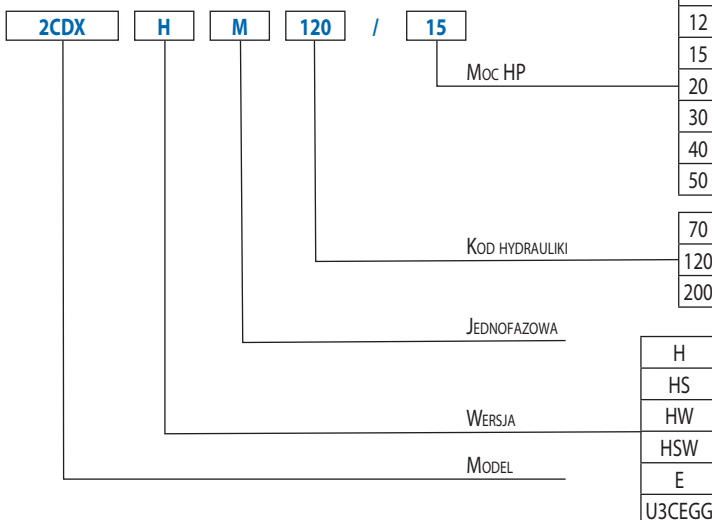 2CDX H M 120 / 15
Moc HP
12
15
20
30
40
50
Kod hydrauliki
70
120
200
Jednofazowa
Wersja
H
HS
HW
HSW
E
U3CEGG
Model